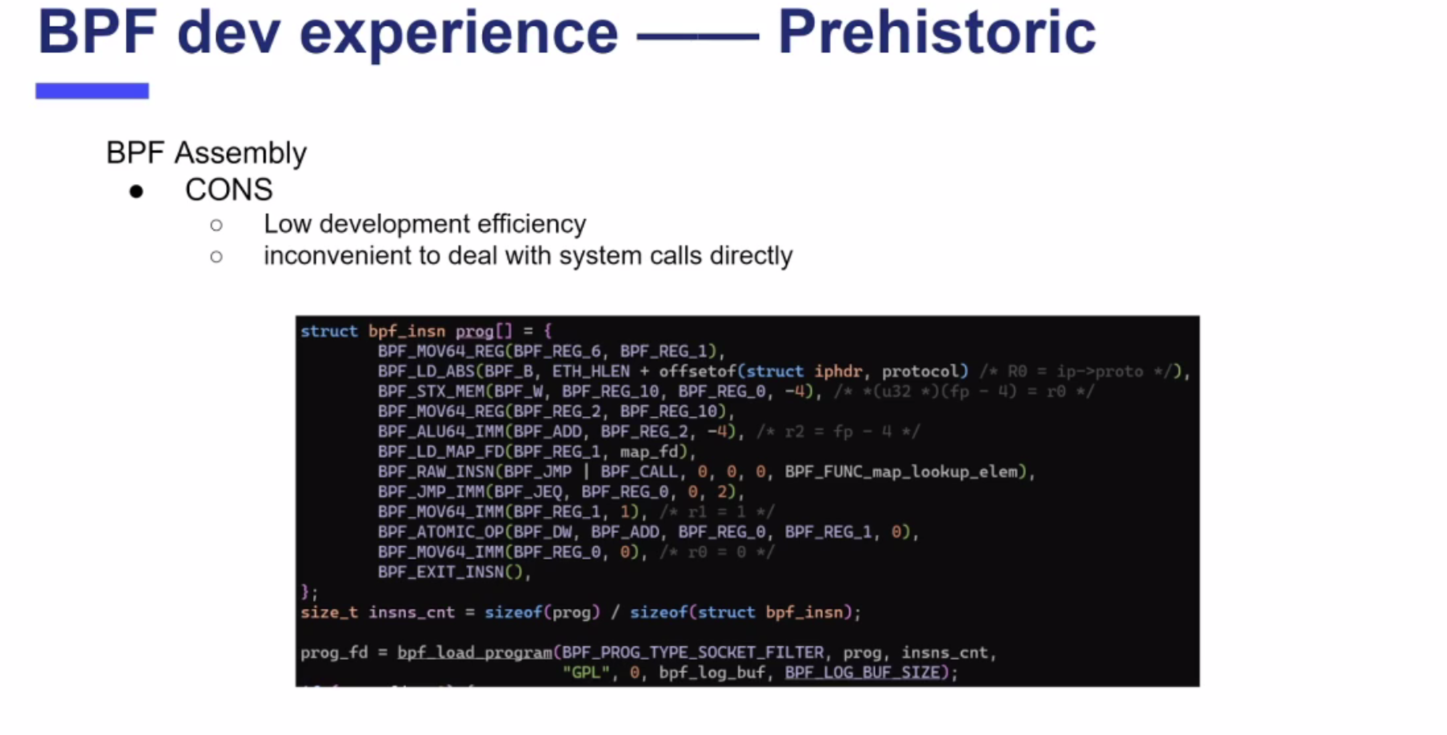 BPF dev experience —— Prehistoric
BPF Assembly
● CONS
○ Low development efficiency
○ inconvenient to deal with system calls directly
struct bpf_insn prog[] = {
        BPF_MOV64_REG(BPF_REG_6, BPF_REG_1),
        BPF_LD_ABS(BPF_B, ETH_HLEN + offsetof(struct iphdr, protocol) /* R0 = ip->proto */),
        BPF_STX_MEM(BPF_W, BPF_REG_10, BPF_REG_0, -4), /* *(u32 *)(fp - 4) = r0 */
        BPF_MOV64_REG(BPF_REG_2, BPF_REG_10),
        BPF_ALU64_IMM(BPF_ADD, BPF_REG_2, -4), /* r2 = fp - 4 */
        BPF_LD_MAP_FD(BPF_REG_1, map_fd),
        BPF_RAW_INSN(BPF_JMP | BPF_CALL, 0, 0, 0, BPF_FUNC_map_lookup_elem),
        BPF_JMP_IMM(BPF_JEQ, BPF_REG_0, 0, 2),
        BPF_MOV64_IMM(BPF_REG_1, 1), /* r1 = 1 */
        BPF_ATOMIC_OP(BPF_DW, BPF_ADD, BPF_REG_0, BPF_REG_1, 0),
        BPF_MOV64_IMM(BPF_REG_0, 0), /* r0 = 0 */
        BPF_EXIT_INSN(),
};
size_t insns_cnt = sizeof(prog) / sizeof(struct bpf_insn);
prog_fd = bpf_load_program(BPF_PROG_TYPE_SOCKET_FILTER, prog, insns_cnt,
                           "GPL", 0, bpf_log_buf, BPF_LOG_BUF_SIZE);